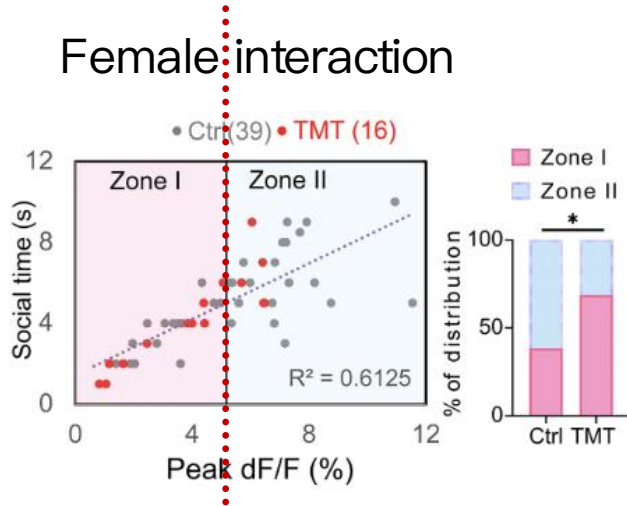 Female interaction
Ctrl(39) TMT (16)
Zone I Zone II
12
8
4
0
Social time (s)
R² = 0.6125
0 4 8 12
Peak dF/F (%)
Zone I
Zone II
*
100
50
0
% of distribution
Ctrl TMT